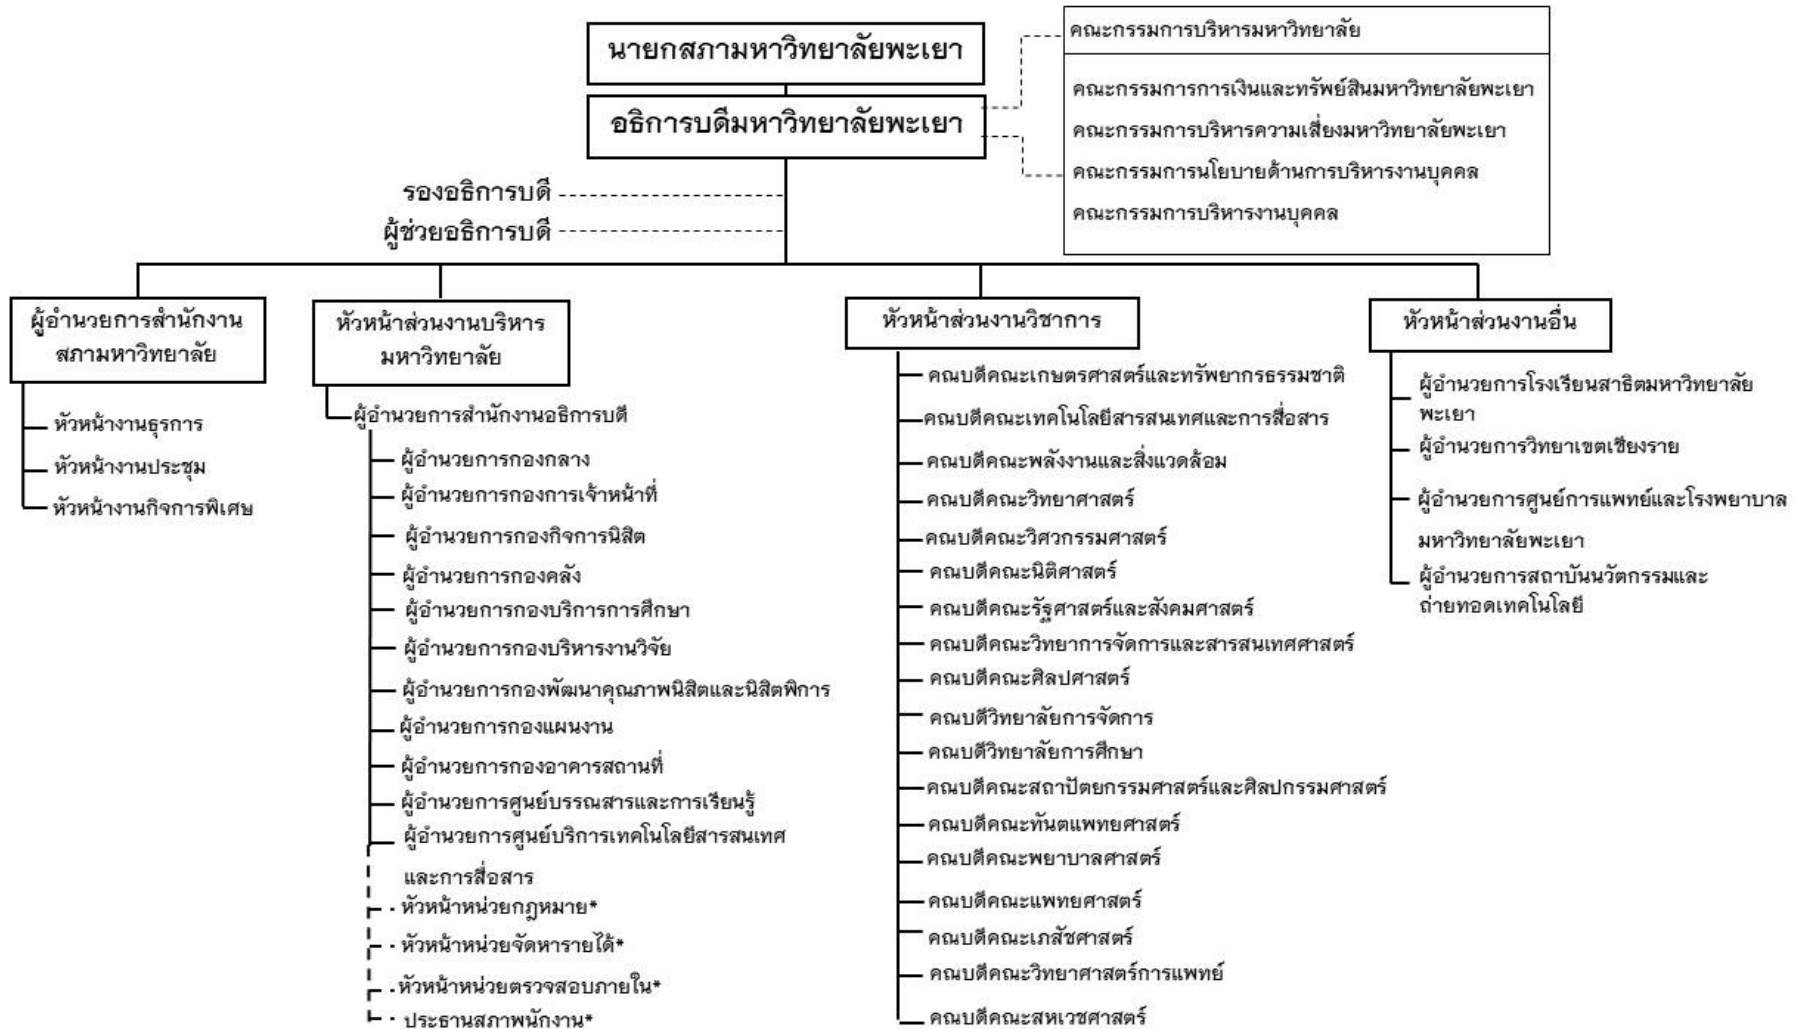 นายกสภามหาวิทยาลัยพะเยา
อธิการบดีมหาวิทยาลัยพะเยา
คณะกรรมการบริหารมหาวิทยาลัย
คณะกรรมการการเงินและทรัพย์สินมหาวิทยาลัยพะเยา
คณะกรรมการบริหารความเสี่ยงมหาวิทยาลัยพะเยา
คณะกรรมการนโยบายด้านการบริหารงานบุคคล
คณะกรรมการบริหารงานบุคคล
รองอธิการบดี
ผู้ช่วยอธิการบดี
ผู้อำนวยการสำนักงาน
สภามหาวิทยาลัย
หัวหน้างานธุรการ
หัวหน้างานประชุม
หัวหน้างานกิจการพิเศษ
หัวหน้าส่วนงานบริหาร
มหาวิทยาลัย
ผู้อำนวยการสำนักงานอธิการบดี
ผู้อำนวยการกองกลาง
ผู้อำนวยการกองการเจ้าหน้าที่
ผู้อำนวยการกองกิจการนิสิต
ผู้อำนวยการกองคลัง
ผู้อำนวยการกองบริการการศึกษา
ผู้อำนวยการกองบริหารงานวิจัย
ผู้อำนวยการกองพัฒนาคุณภาพนิสิตและนิสิตพิการ
ผู้อำนวยการกองแผนงาน
ผู้อำนวยการกองอาคารสถานที่
ผู้อำนวยการศูนย์บรรณสารและการเรียนรู้
ผู้อำนวยการศูนย์บริการเทคโนโลยีสารสนเทศ
และการสื่อสาร
หัวหน้าหน่วยกฎหมาย*
หัวหน้าหน่วยจัดหารายได้*
หัวหน้าหน่วยตรวจสอบภายใน*
ประธานสภาพนักงาน*
หัวหน้าส่วนงานวิชาการ
คณบดีคณะเกษตรศาสตร์และทรัพยากรธรรมชาติ
คณบดีคณะเทคโนโลยีสารสนเทศและการสื่อสาร
คณบดีคณะพลังงานและสิ่งแวดล้อม
คณบดีคณะวิทยาศาสตร์
คณบดีคณะวิศวกรรมศาสตร์
คณบดีคณะนิติศาสตร์
คณบดีคณะรัฐศาสตร์และสังคมศาสตร์
คณบดีคณะวิทยาการจัดการและสารสนเทศศาสตร์
คณบดีคณะศิลปศาสตร์
คณบดีวิทยาลัยการจัดการ
คณบดีวิทยาลัยการศึกษา
คณบดีคณะสถาปัตยกรรมศาสตร์และศิลปกรรมศาสตร์
คณบดีคณะทันตแพทยศาสตร์
คณบดีคณะพยาบาลศาสตร์
คณบดีคณะแพทยศาสตร์
คณบดีคณะเภสัชศาสตร์
คณบดีคณะวิทยาศาสตร์การแพทย์
คณบดีคณะสหเวชศาสตร์
หัวหน้าส่วนงานอื่น
ผู้อำนวยการโรงเรียนสาธิตมหาวิทยาลัย
พะเยา
ผู้อำนวยการวิทยาเขตเชียงราย
ผู้อำนวยการศูนย์การแพทย์และโรงพยาบาล
มหาวิทยาลัยพะเยา
ผู้อำนวยการสถาบันนวัตกรรมและ
ถ่ายทอดเทคโนโลยี